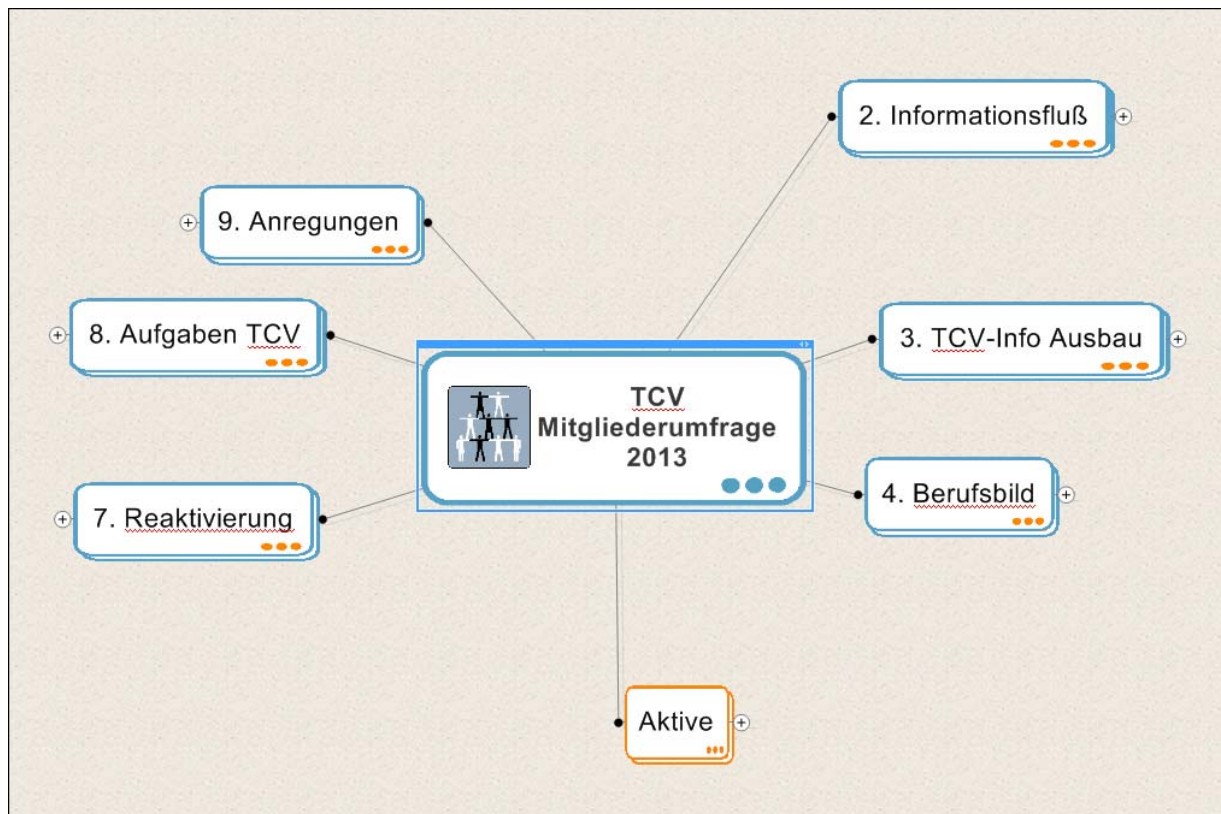 2. Informationsfluß
9. Anregungen
8. Aufgaben TCV
3. TCV-Info Ausbau
TCV
Mitgliederumfrage
2013
4. Berufsbild
7. Reaktivierung
Aktive